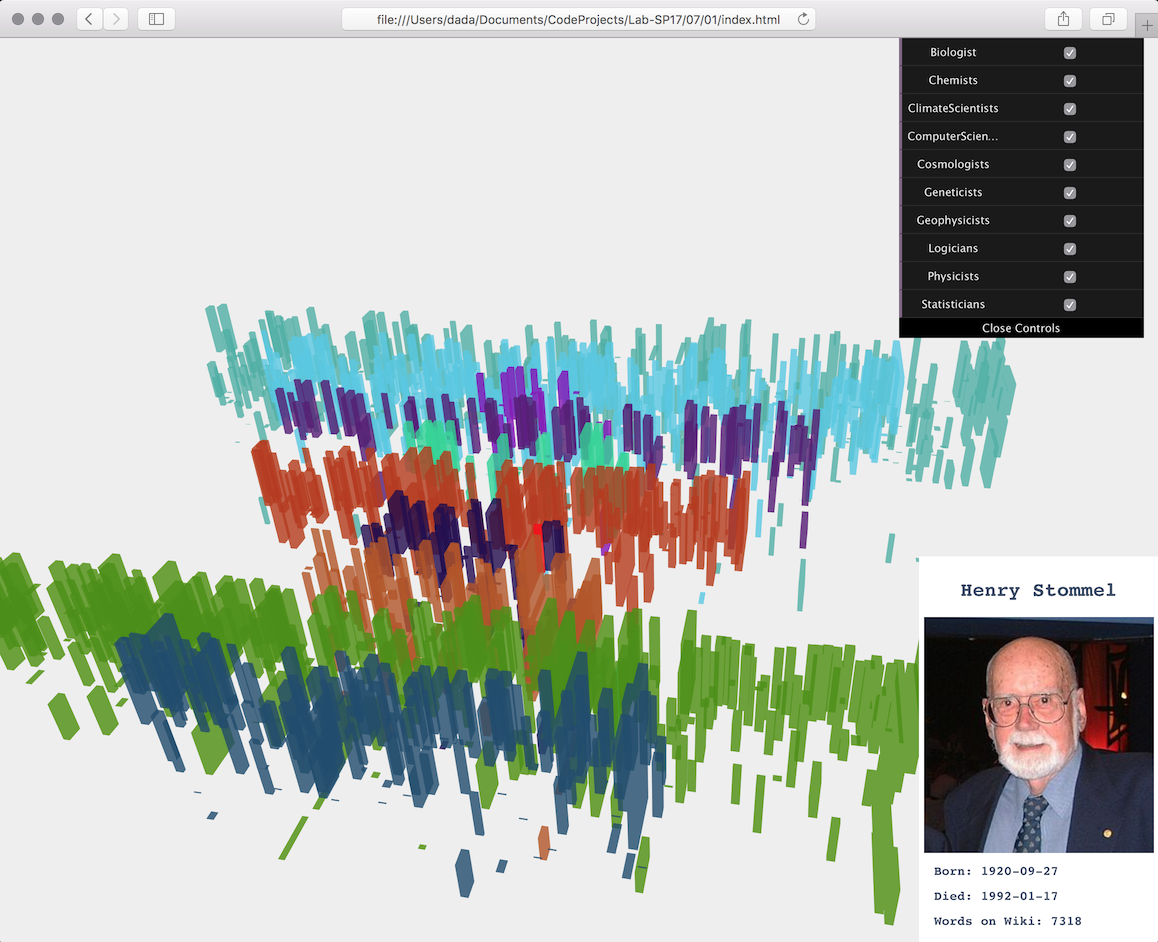 file:///Users/dada/Documents/CodeProjects/Lab-SP17/07/01/index.html
Biologist
Chemists
ClimateScientists
ComputerScien...
Cosmologists
Geneticists
Geophysicists
Logicians
Physicists
Statisticians
Close Controls
Henry Stommel
Born: 1920-09-27
Died: 1992-01-17
Words on Wiki: 7318